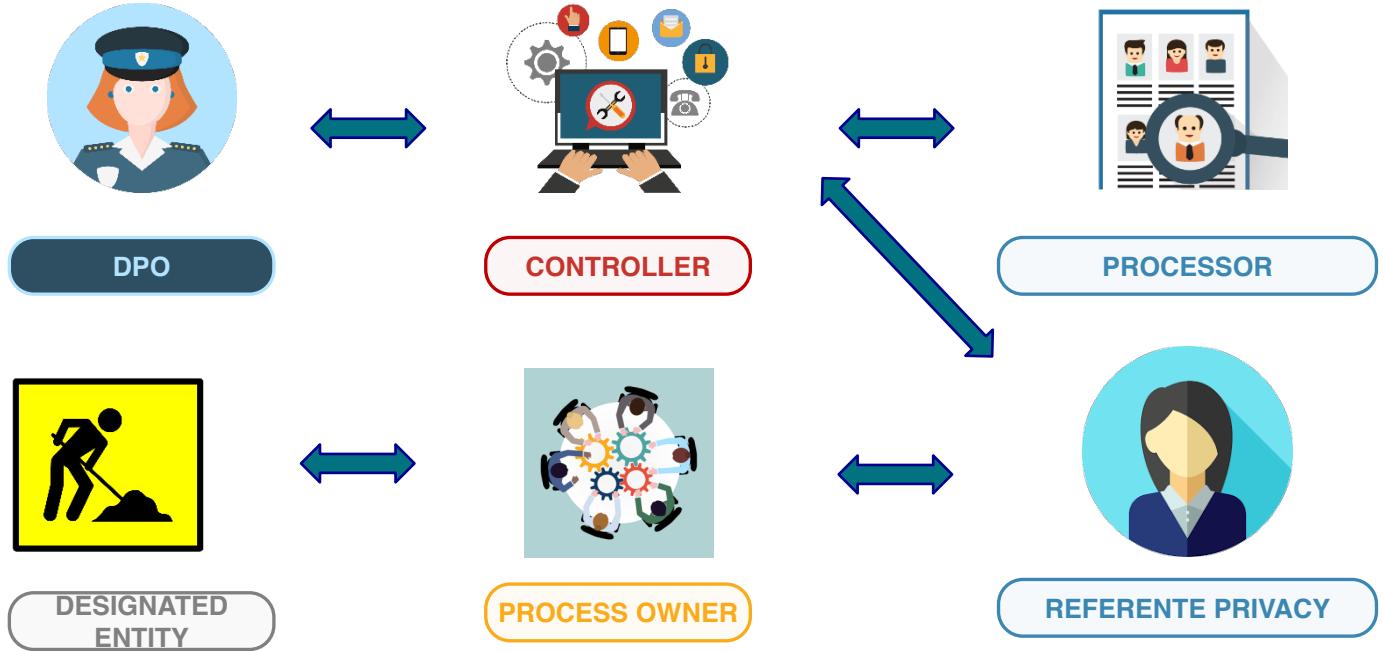 DPO
CONTROLLER
PROCESSOR
DESIGNATED
ENTITY
PROCESS OWNER
REFERENTE PRIVACY